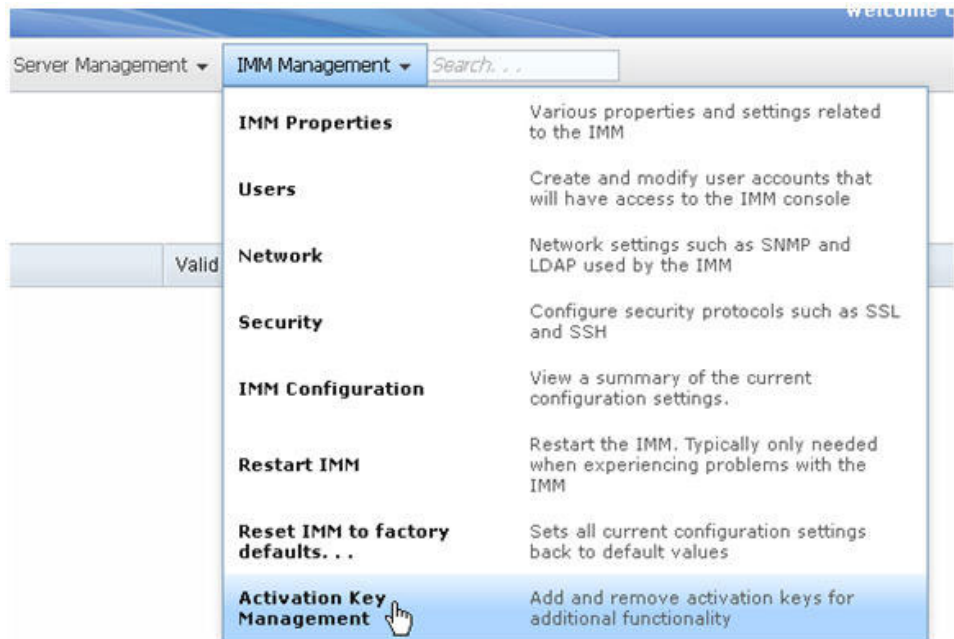 Welcome
Server Management
IMM Management
Search. . .
IMM Properties
Various properties and settings related
to the IMM
Users
Create and modify user accounts that
will have access to the IMM console
Valid
Network
Network settings such as SNMP and
LDAP used by the IMM
Security
Configure security protocols such as SSL
and SSH
IMM Configuration
View a summary of the current
configuration settings.
Restart IMM
Restart the IMM. Typically only needed
when experiencing problems with the
IMM
Reset IMM to factory
defaults. . .
Sets all current configuration settings
back to default values
Activation Key
Management
Add and remove activation keys for
additional functionality